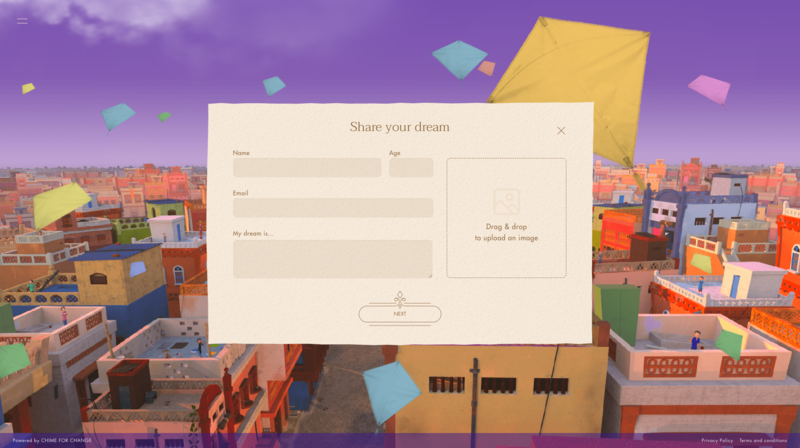 Share your dream
Name
Age
Email
My dream is...
Drag & drop
to upload an image
NEXT
Powered by CHIME FOR CHANGE
Privacy Policy
Terms and conditions